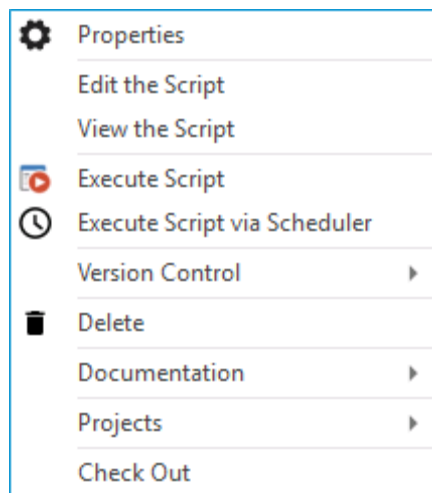 Properties
Edit the Script
View the Script
Execute Script
Execute Script via Scheduler
Version Control
Delete
Documentation
Projects
Check Out